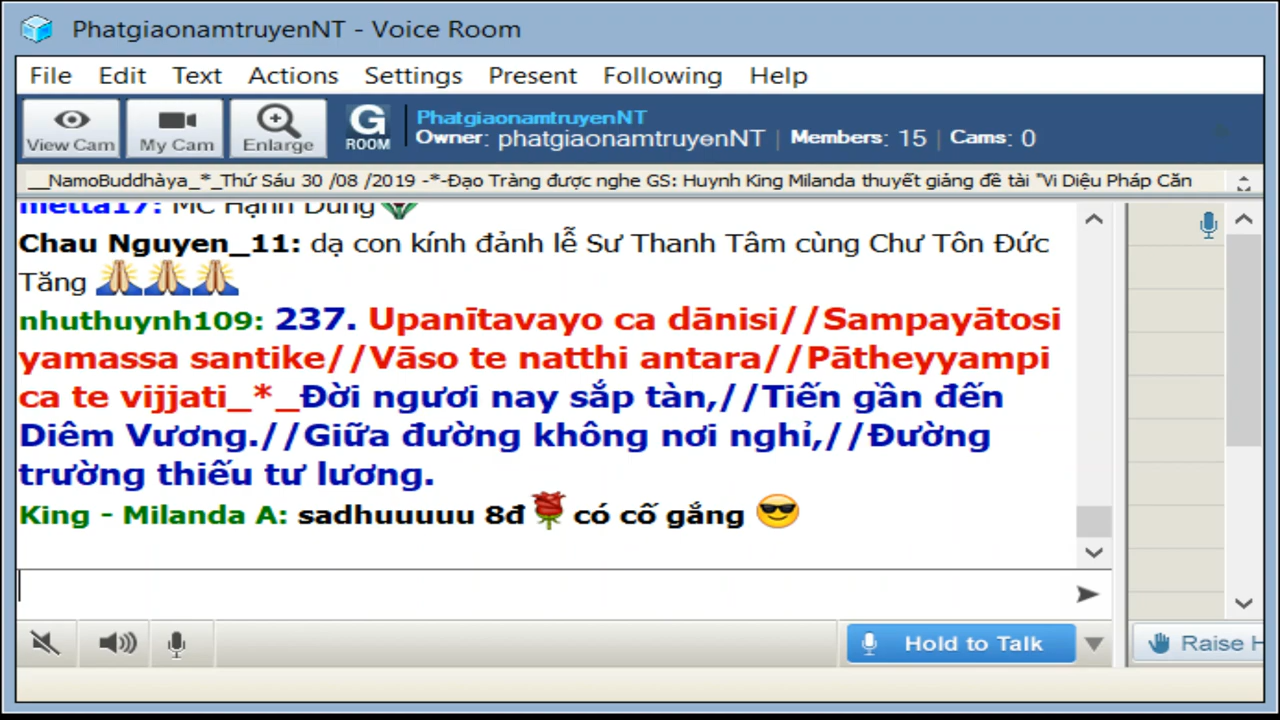 PhatgiaonamtruyenNT - Voice Room
File Edit Text Actions Settings Present Following Help
View Cam My Cam Enlarge G ROOM
PhatgiaonamtruyenNT
Owner: phatgiaonamtruyenNT | Members: 15 | Cams: 0
__NamoBuddhàya_*_Thứ Sáu 30 /08 /2019 -*-Đạo Tràng được nghe GS: Huynh King Milanda thuyết giảng đề tài "Vi Diệu Pháp Căn
metta17: MC Hạnh Dung
Chau Nguyen_11: dạ con kính đảnh lễ Sư Thanh Tâm cùng Chư Tôn Đức
Tăng 🙏🙏🙏
nhuthuynh109: 237. Upanītavayo ca dānisi//Sampayātosi
yamassa santike//Vāso te natthi antara//Pātheyyampi
ca te vijjati_*_Đời ngươi nay sắp tàn,//Tiến gần đến
Diêm Vương.//Giữa đường không nơi nghỉ,//Đường
trường thiếu tư lương.
King - Milanda A: sadhuuuuu 8đ🌹có cố gắng 😎
Hold to Talk
Raise H